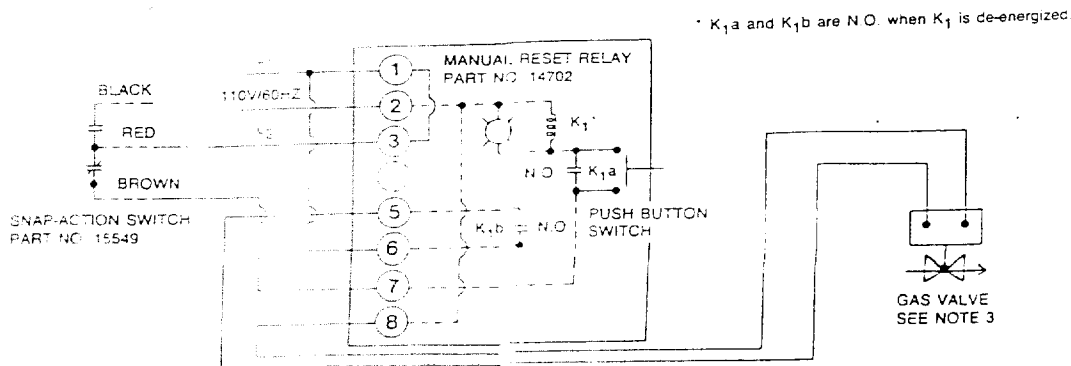 * K₁a and K₁b are N.O. when K₁ is de-energized
MANUAL RESET RELAY
PART NO. 14702
BLACK
110V/60HZ
RED
BROWN
SNAP-ACTION SWITCH
PART NO. 15549
1
2
3
5
6
7
8
K₁*
N.O.
K₁a
K₁b
N.O.
PUSH BUTTON
SWITCH
GAS VALVE
SEE NOTE 3